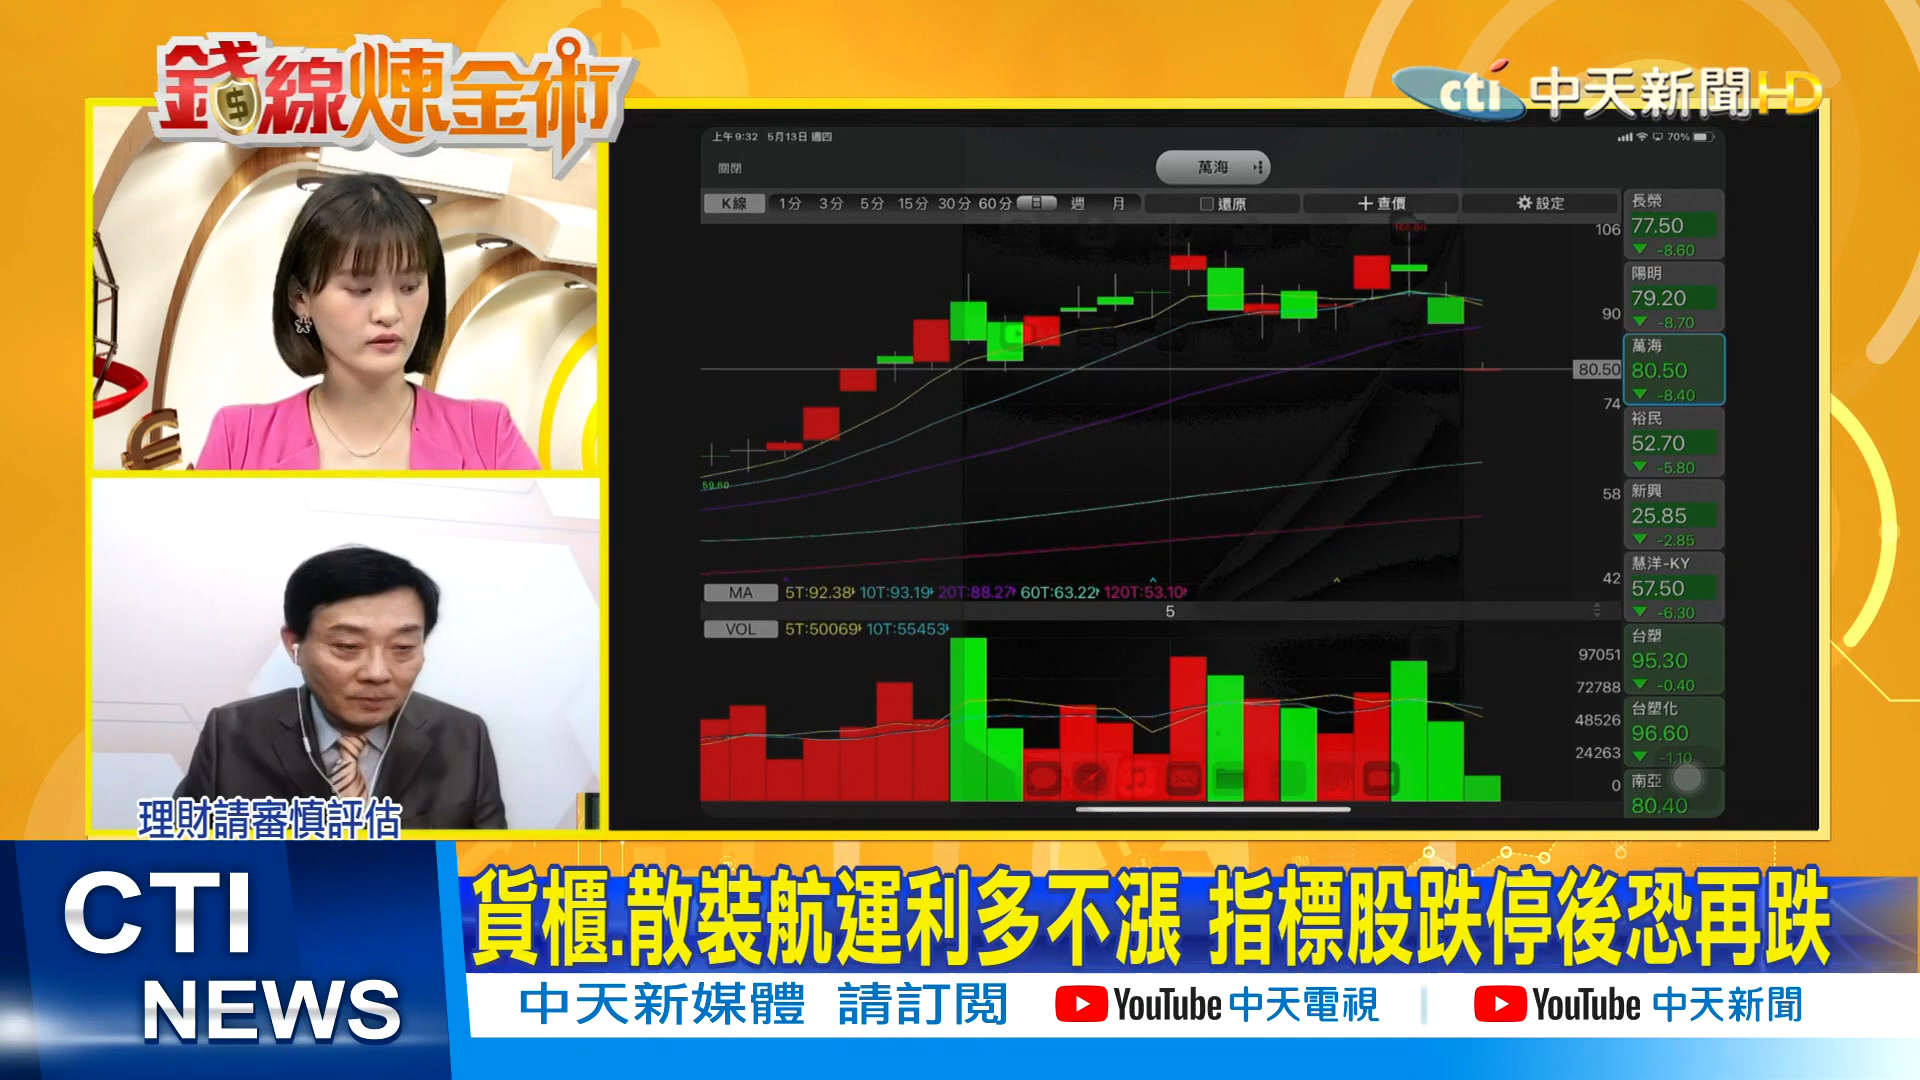 錢線煉金術
cti 中天新聞HD
上午9:32 5月13日 週四
70%
關閉
萬海
K線 1分 3分 5分 15分 30分 60分 日 週 月 還原 ＋查價 設定
106
90
80.50
74
58
42
59.60
MA 5T:92.38 10T:93.19 20T:88.27 60T:63.22 120T:53.10
5
VOL 5T:50069 10T:55453
97051
72788
48526
24263
0
長榮
77.50
▼ -8.60
陽明
79.20
▼ -8.70
萬海
80.50
▼ -8.40
裕民
52.70
▼ -5.80
新興
25.85
▼ -2.85
慧洋-KY
57.50
▼ -6.30
台塑
95.30
▼ -0.40
台塑化
96.60
▼ -1.10
南亞
80.40
理財請審慎評估
CTI
NEWS
貨櫃.散裝航運利多不漲 指標股跌停後恐再跌
中天新媒體 請訂閱 YouTube 中天電視 YouTube 中天新聞